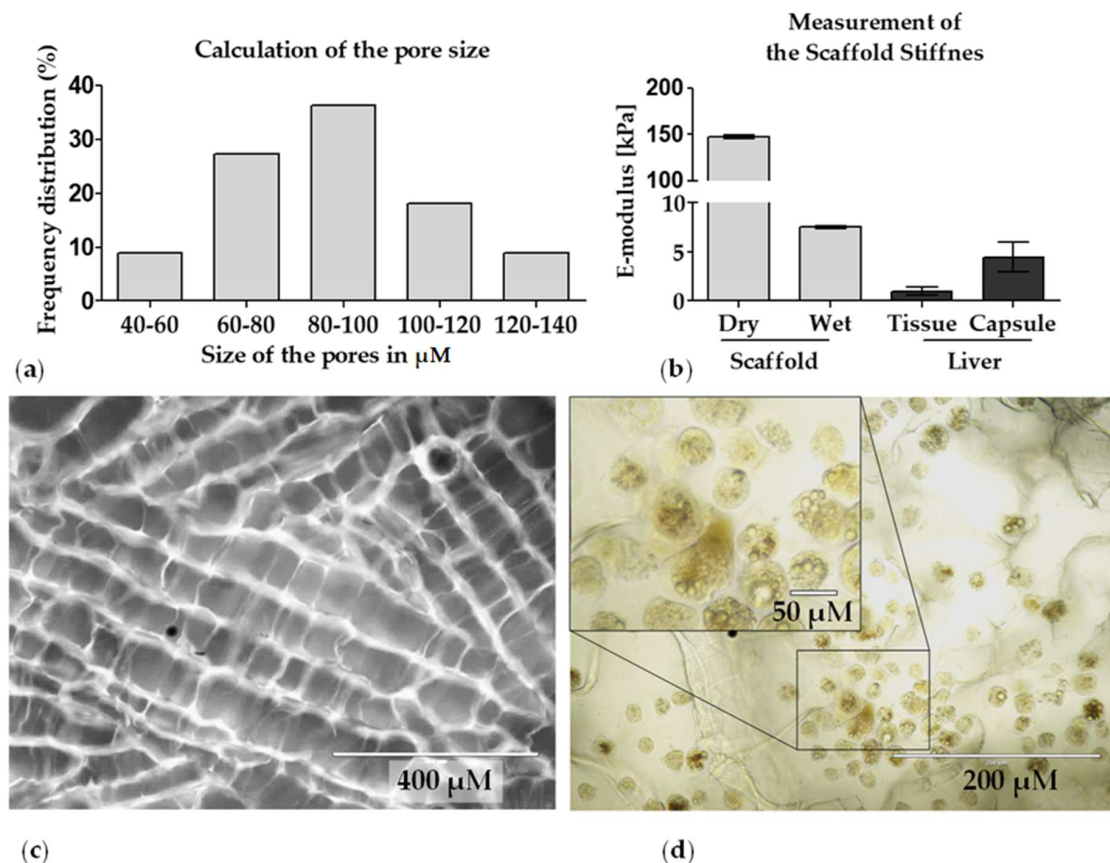 Calculation of the pore size
Frequency distribution (%)
40
30
20
10
0
40-60 60-80 80-100 100-120 120-140
Size of the pores in μM
(a)
Measurement of
the Scaffold Stiffnes
E-modulus [kPa]
200
150
100
10
5
0
Dry Wet Tissue Capsule
Scaffold Liver
(b)
400 μM
(c)
50 μM
200 μM
(d)